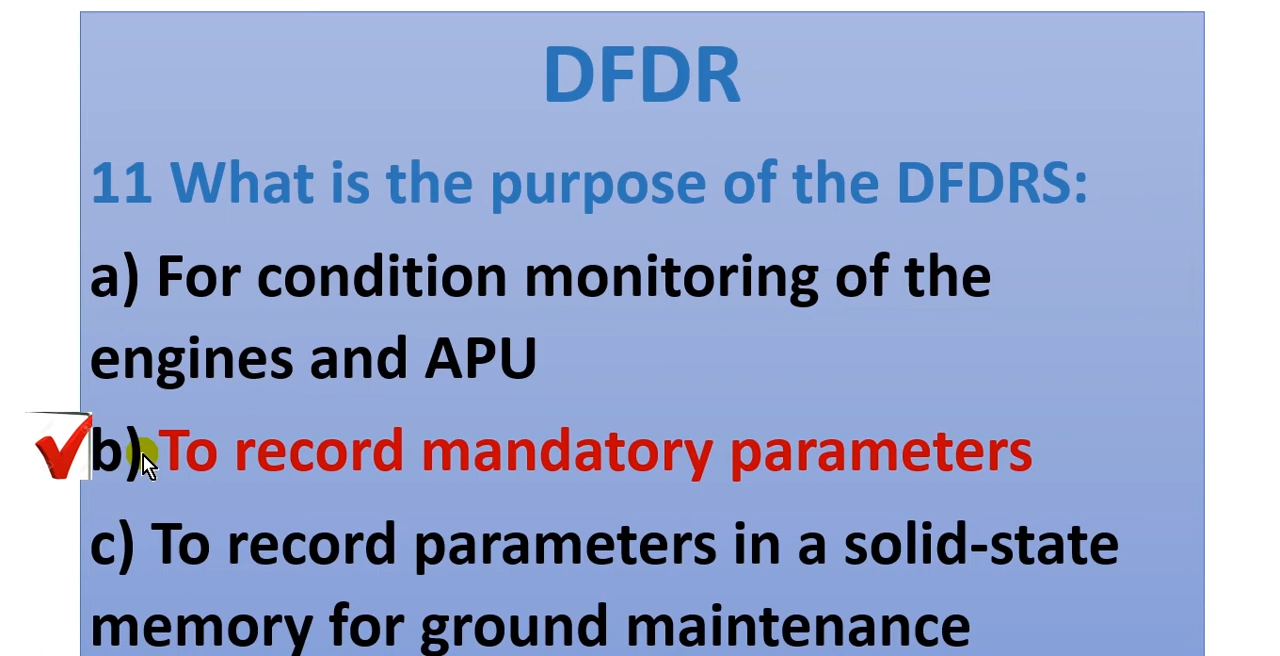 DFDR
11 What is the purpose of the DFDRS:
a) For condition monitoring of the
engines and APU
b) To record mandatory parameters
c) To record parameters in a solid-state
memory for ground maintenance